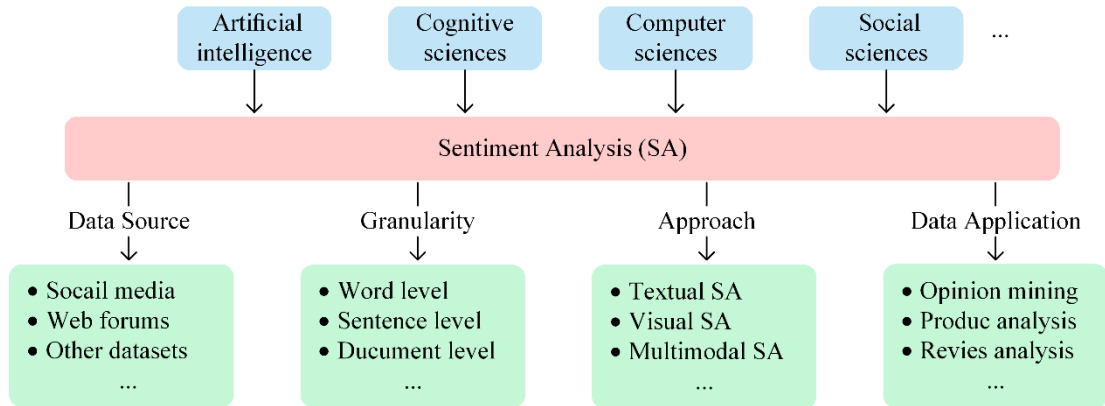 Artificial
intelligence
Cognitive
sciences
Computer
sciences
Social
sciences
...
Sentiment Analysis (SA)
Data Source
Granularity
Approach
Data Application
• Socail media
• Web forums
• Other datasets
...
• Word level
• Sentence level
• Ducument level
...
• Textual SA
• Visual SA
• Multimodal SA
...
• Opinion mining
• Produc analysis
• Revies analysis
...